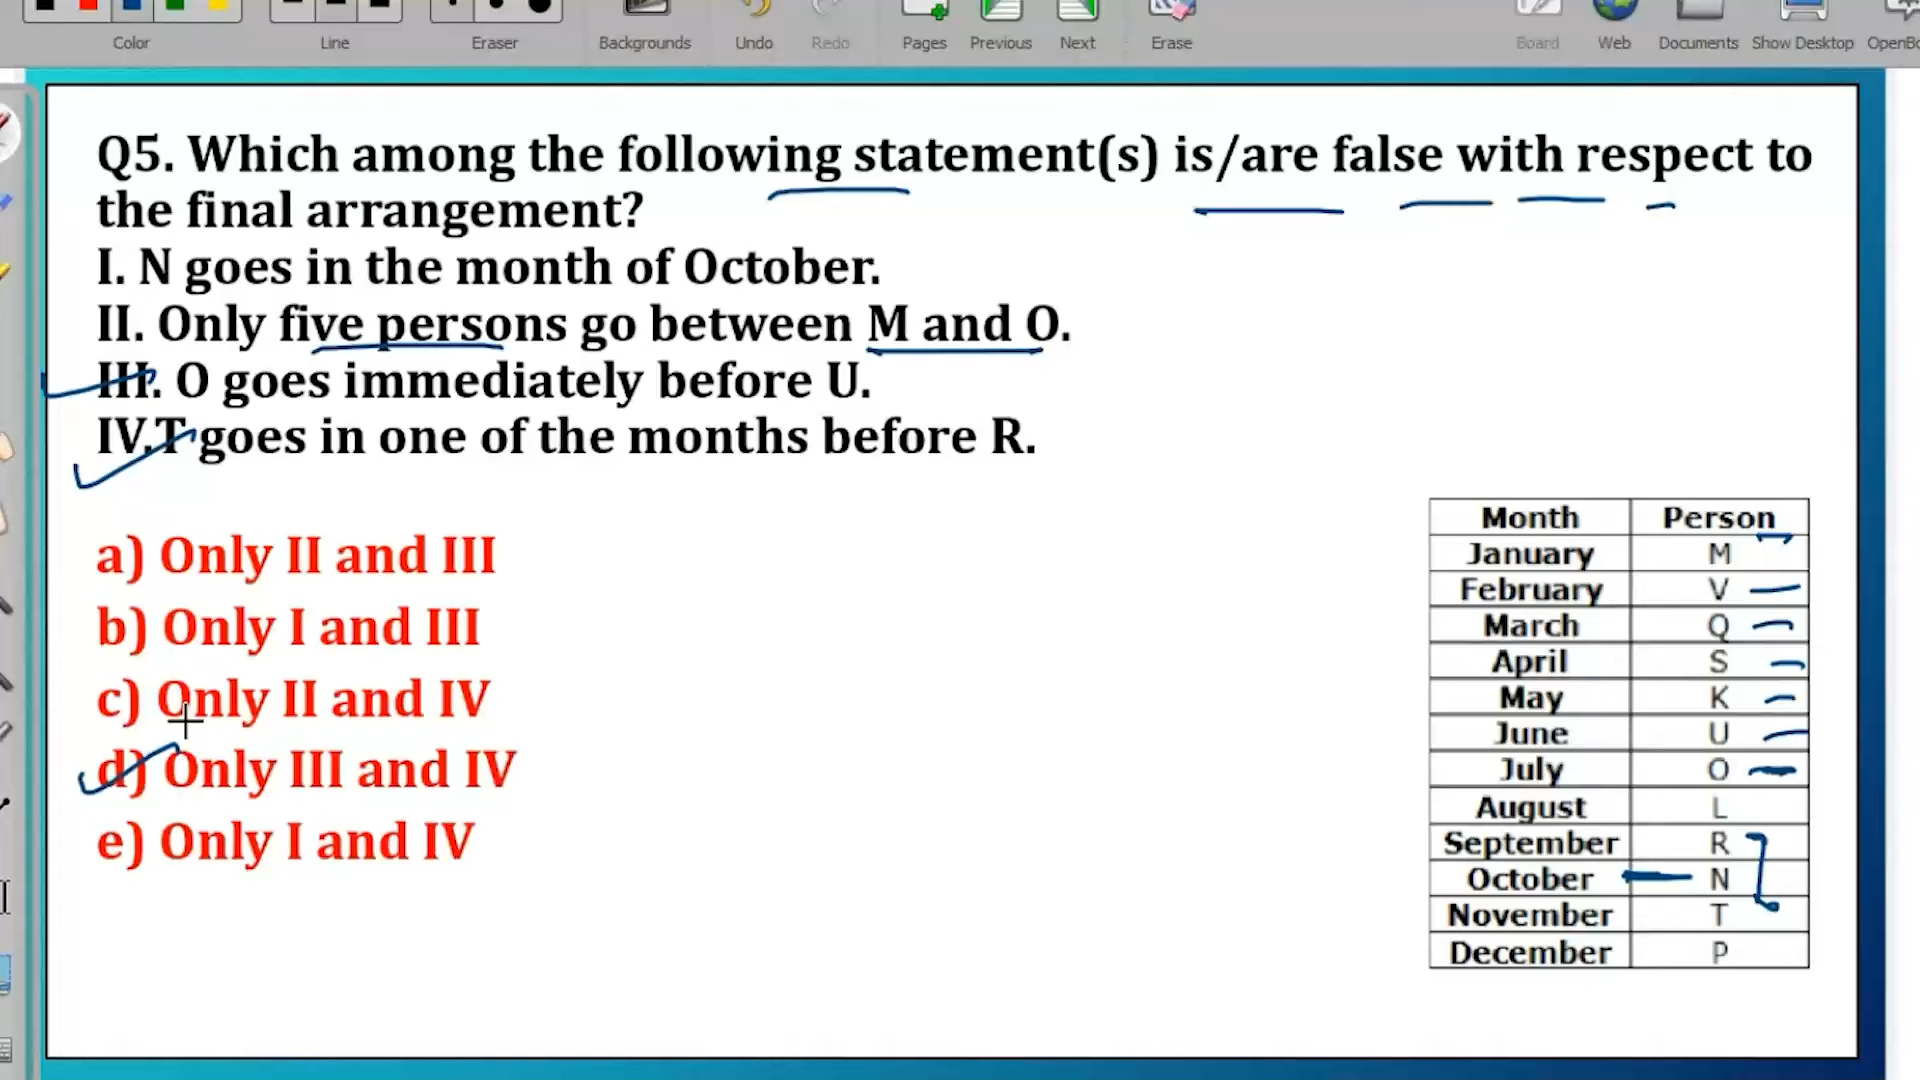 Color Line Eraser Backgrounds Undo Redo Pages Previous Next Erase Board Web Documents Show Desktop
Q5. Which among the following statement(s) is/are false with respect to
the final arrangement?
I. N goes in the month of October.
II. Only five persons go between M and O.
III. O goes immediately before U.
IV.T goes in one of the months before R.
a) Only II and III
b) Only I and III
c) Only II and IV
d) Only III and IV
e) Only I and IV
Month Person
January M
February V
March Q
April S
May K
June U
July O
August L
September R
October N
November T
December P